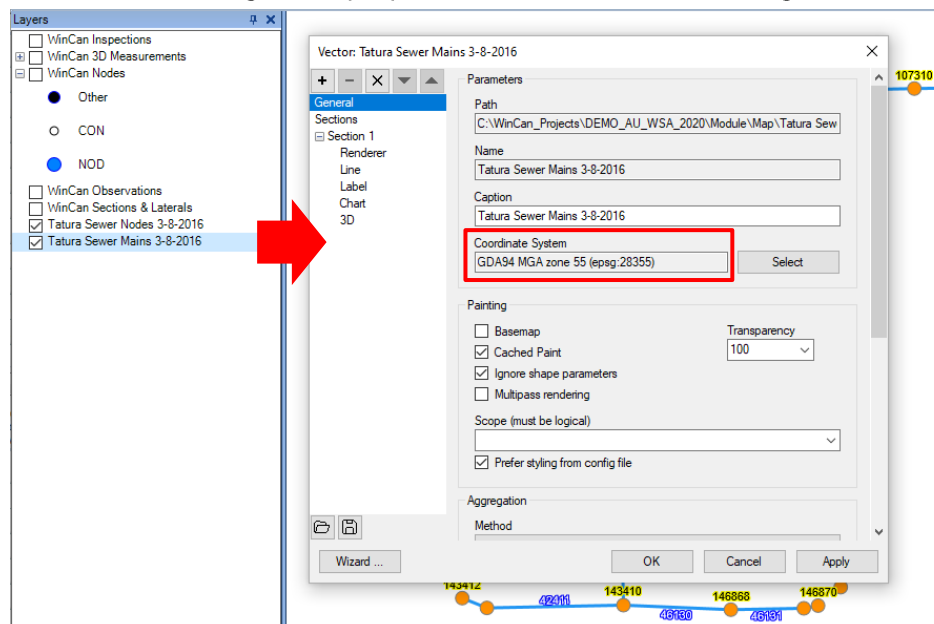 Layers
WinCan Inspections
WinCan 3D Measurements
WinCan Nodes
Other
CON
NOD
WinCan Observations
WinCan Sections & Laterals
Tatura Sewer Nodes 3-8-2016
Tatura Sewer Mains 3-8-2016
Vector: Tatura Sewer Mains 3-8-2016
General
Sections
Section 1
Renderer
Line
Label
Chart
3D
Parameters
Path
C:\WinCan_Projects\DEMO_AU_WSA_2020\Module\Map\Tatura Sew
Name
Tatura Sewer Mains 3-8-2016
Caption
Tatura Sewer Mains 3-8-2016
Coordinate System
GDA94 MGA zone 55 (epsg:28355)
Select
Painting
Basemap
Transparency
Cached Paint
100
Ignore shape parameters
Multipass rendering
Scope (must be logical)
Prefer styling from config file
Aggregation
Method
Wizard ...
OK
Cancel
Apply
107310
143412
42411
143410
46130
146868
46131
146870